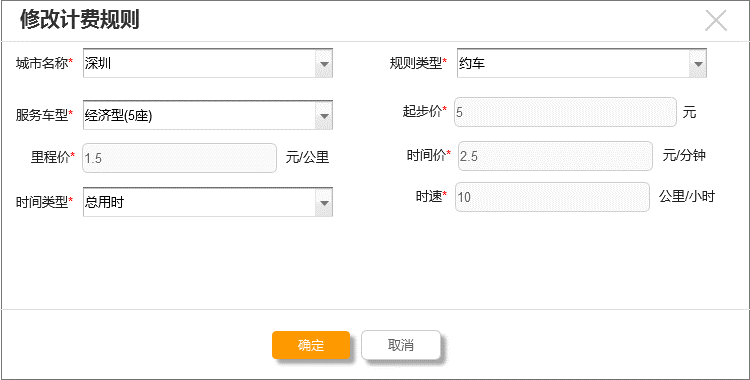 修改计费规则
城市名称* 深圳 规则类型* 约车
服务车型* 经济型(5座) 起步价* 5 元
里程价* 1.5 元/公里 时间价* 2.5 元/分钟
时间类型* 总用时 时速* 10 公里/小时
确定 取消